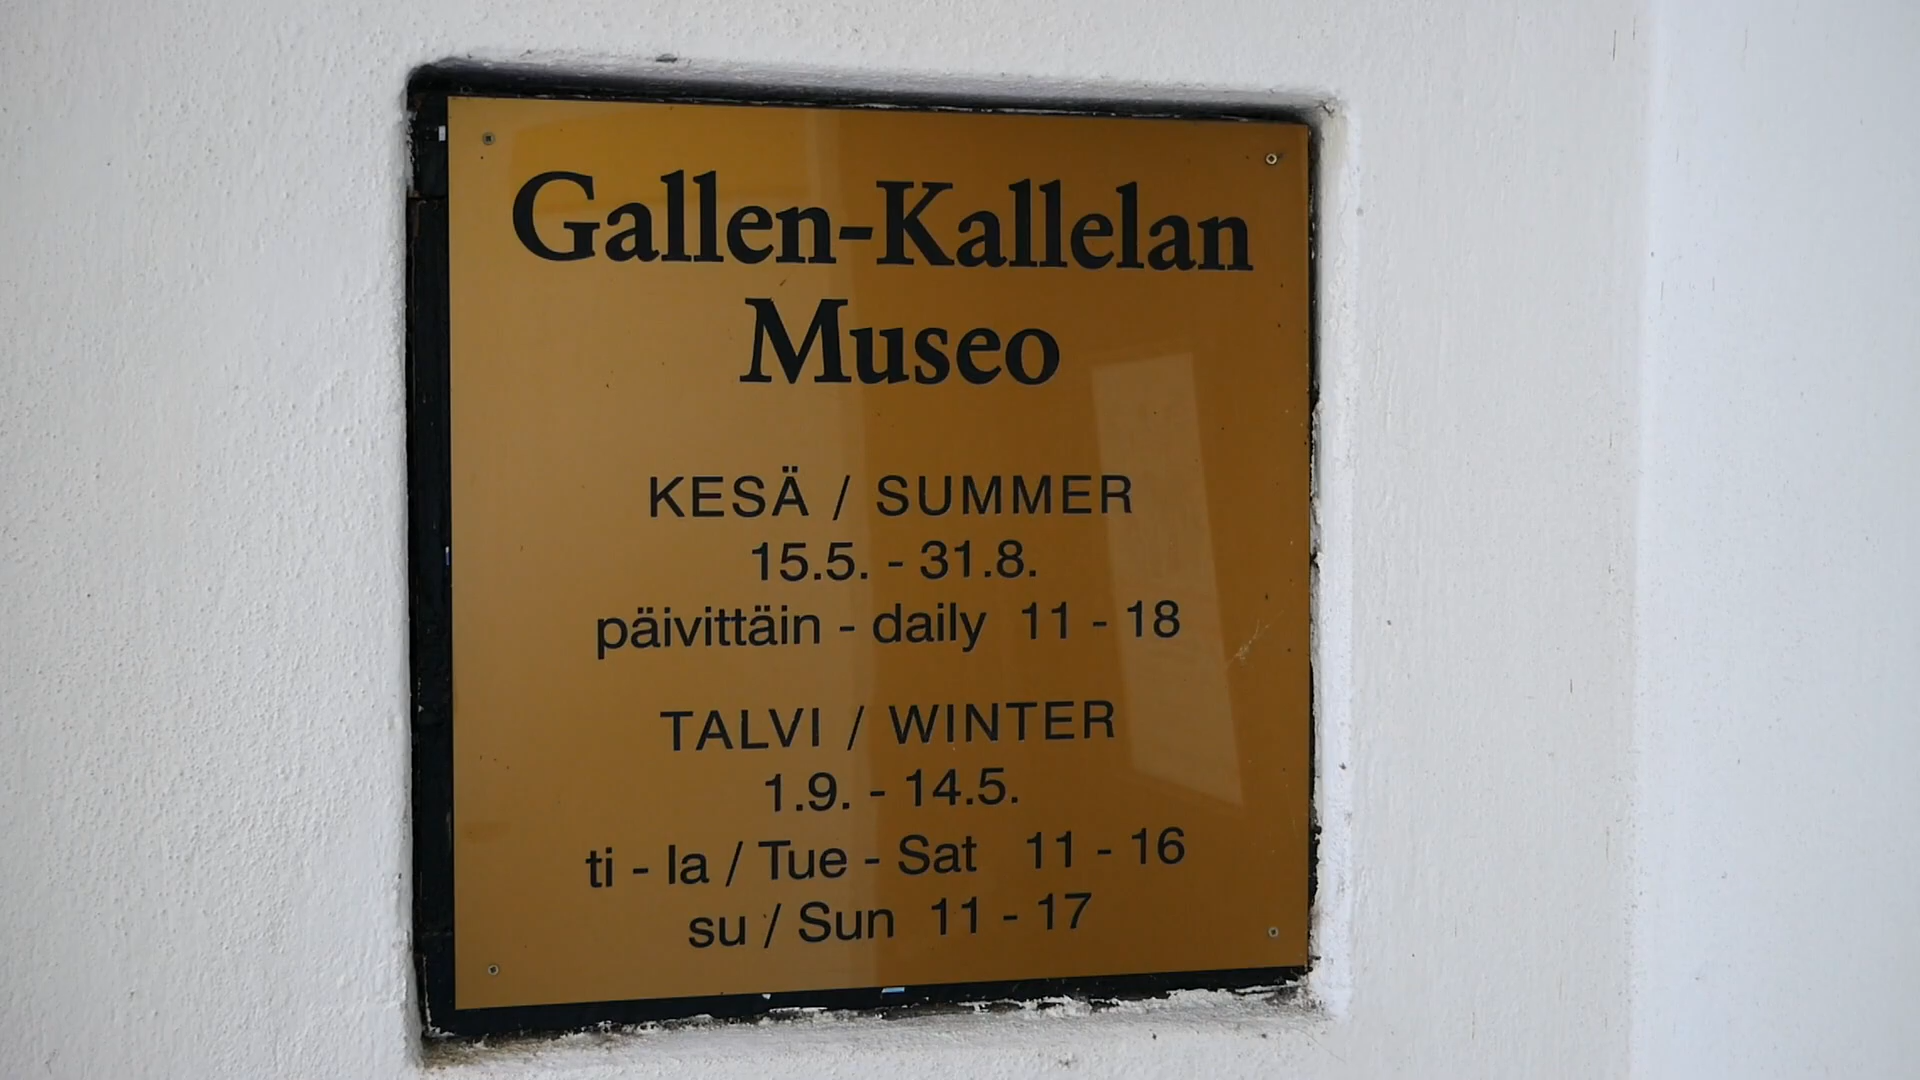 Gallen-Kallelan
Museo
KESÄ / SUMMER
15.5. - 31.8.
päivittäin - daily 11 - 18
TALVI / WINTER
1.9. - 14.5.
ti - la / Tue - Sat 11 - 16
su / Sun 11 - 17